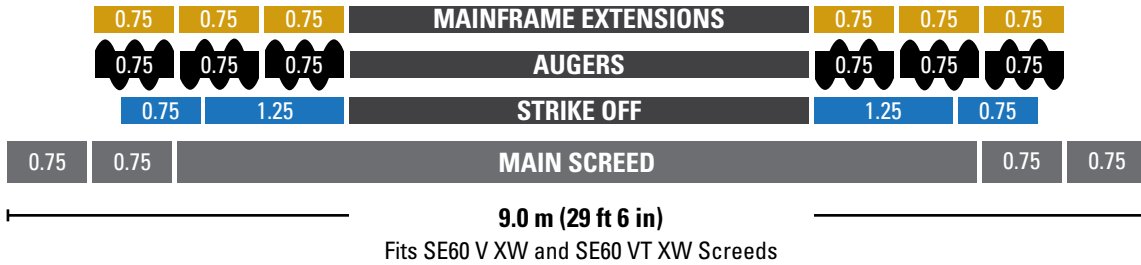 0.75 0.75 0.75 MAINFRAME EXTENSIONS 0.75 0.75 0.75
0.75 0.75 0.75 AUGERS 0.75 0.75 0.75
0.75 1.25 STRIKE OFF 1.25 0.75
0.75 0.75 MAIN SCREED 0.75 0.75
9.0 m (29 ft 6 in)
Fits SE60 V XW and SE60 VT XW Screeds